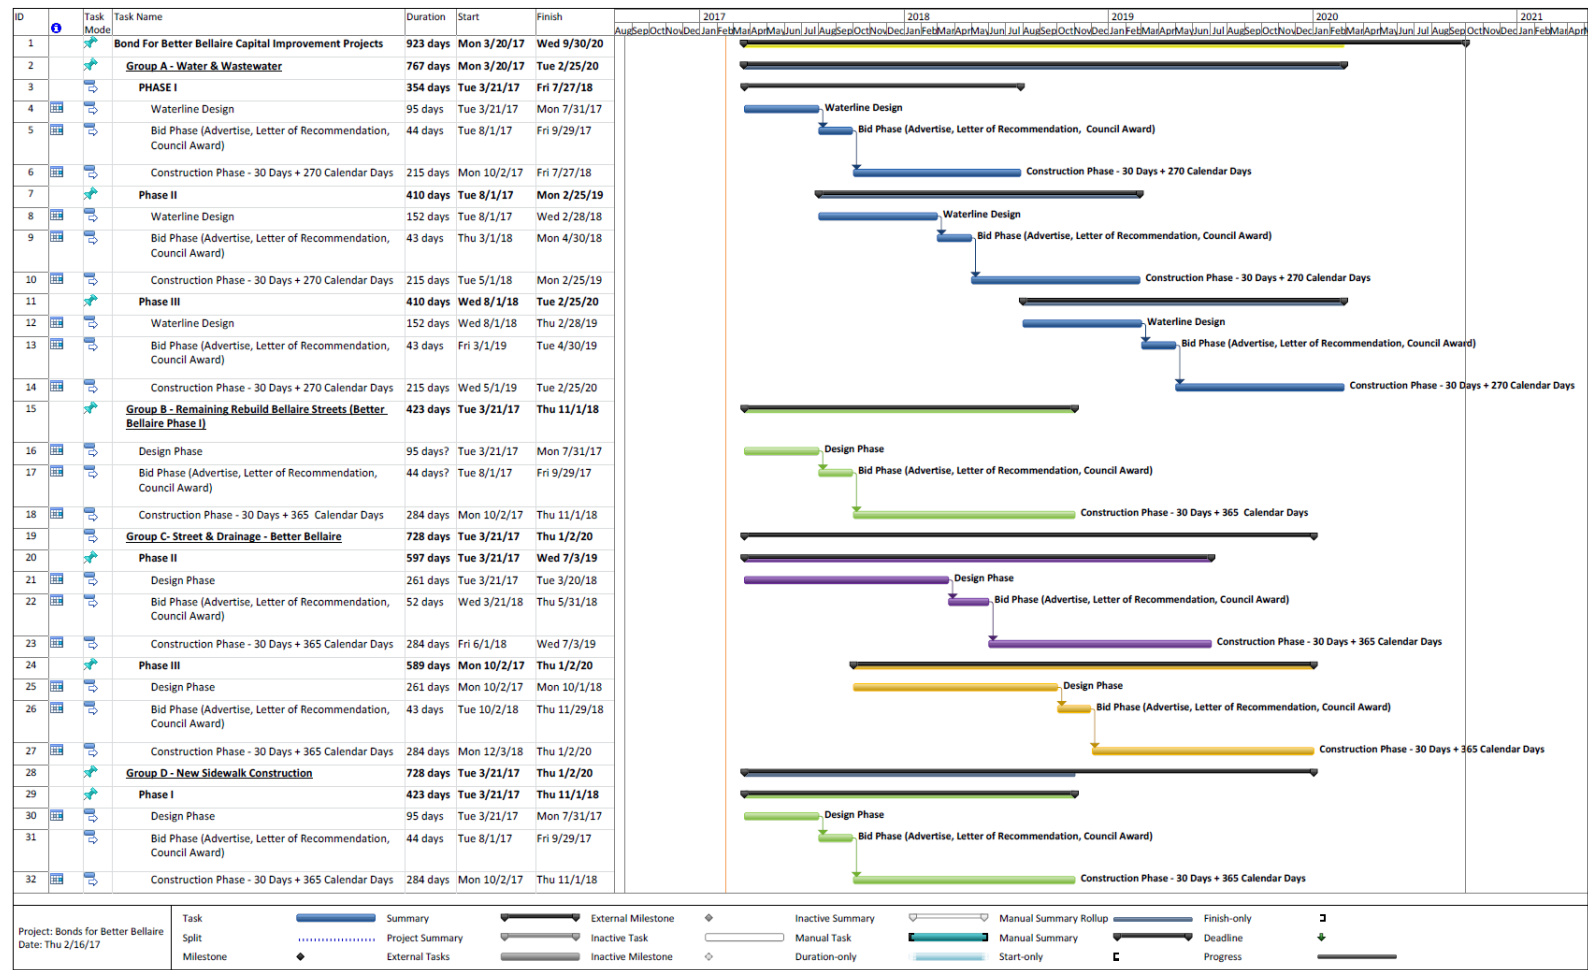 ID Task Mode Task Name Duration Start Finish 2017 2018 2019 2020 2021
Aug Sep Oct Nov Dec Jan Feb Mar Apr May Jun Jul Aug Sep Oct Nov Dec Jan Feb Mar Apr May Jun Jul Aug Sep Oct Nov Dec Jan Feb Mar Apr May Jun Jul Aug Sep Oct Nov Dec Jan Feb Mar Apr May Jun Jul Aug Sep Oct Nov Dec Jan Feb Mar Apr M
1 Bond For Better Bellaire Capital Improvement Projects 923 days Mon 3/20/17 Wed 9/30/20
2 Group A - Water & Wastewater 767 days Mon 3/20/17 Tue 2/25/20
3 PHASE I 354 days Tue 3/21/17 Fri 7/27/18
4 Waterline Design 95 days Tue 3/21/17 Mon 7/31/17 Waterline Design
5 Bid Phase (Advertise, Letter of Recommendation, 44 days Tue 8/1/17 Fri 9/29/17 Bid Phase (Advertise, Letter of Recommendation, Council Award)
Council Award)
6 Construction Phase - 30 Days + 270 Calendar Days 215 days Mon 10/2/17 Fri 7/27/18 Construction Phase - 30 Days + 270 Calendar Days
7 Phase II 410 days Tue 8/1/17 Mon 2/25/19
8 Waterline Design 152 days Tue 8/1/17 Wed 2/28/18 Waterline Design
9 Bid Phase (Advertise, Letter of Recommendation, 43 days Thu 3/1/18 Mon 4/30/18 Bid Phase (Advertise, Letter of Recommendation, Council Award)
Council Award)
10 Construction Phase - 30 Days + 270 Calendar Days 215 days Tue 5/1/18 Mon 2/25/19 Construction Phase - 30 Days + 270 Calendar Days
11 Phase III 410 days Wed 8/1/18 Tue 2/25/20
12 Waterline Design 152 days Wed 8/1/18 Thu 2/28/19 Waterline Design
13 Bid Phase (Advertise, Letter of Recommendation, 43 days Fri 3/1/19 Tue 4/30/19 Bid Phase (Advertise, Letter of Recommendation, Council Award)
Council Award)
14 Construction Phase - 30 Days + 270 Calendar Days 215 days Wed 5/1/19 Tue 2/25/20 Construction Phase - 30 Days + 270 Calendar Days
15 Group B - Remaining Rebuild Bellaire Streets (Better 423 days Tue 3/21/17 Thu 11/1/18
Bellaire Phase I)
16 Design Phase 95 days? Tue 3/21/17 Mon 7/31/17 Design Phase
17 Bid Phase (Advertise, Letter of Recommendation, 44 days? Tue 8/1/17 Fri 9/29/17 Bid Phase (Advertise, Letter of Recommendation, Council Award)
Council Award)
18 Construction Phase - 30 Days + 365 Calendar Days 284 days Mon 10/2/17 Thu 11/1/18 Construction Phase - 30 Days + 365 Calendar Days
19 Group C- Street & Drainage - Better Bellaire 728 days Tue 3/21/17 Thu 1/2/20
20 Phase II 597 days Tue 3/21/17 Wed 7/3/19
21 Design Phase 261 days Tue 3/21/17 Tue 3/20/18 Design Phase
22 Bid Phase (Advertise, Letter of Recommendation, 52 days Wed 3/21/18 Thu 5/31/18 Bid Phase (Advertise, Letter of Recommendation, Council Award)
Council Award)
23 Construction Phase - 30 Days + 365 Calendar Days 284 days Fri 6/1/18 Wed 7/3/19 Construction Phase - 30 Days + 365 Calendar Days
24 Phase III 589 days Mon 10/2/17 Thu 1/2/20
25 Design Phase 261 days Mon 10/2/17 Mon 10/1/18 Design Phase
26 Bid Phase (Advertise, Letter of Recommendation, 43 days Tue 10/2/18 Thu 11/29/18 Bid Phase (Advertise, Letter of Recommendation, Council Award)
Council Award)
27 Construction Phase - 30 Days + 365 Calendar Days 284 days Mon 12/3/18 Thu 1/2/20 Construction Phase - 30 Days + 365 Calendar Days
28 Group D - New Sidewalk Construction 728 days Tue 3/21/17 Thu 1/2/20
29 Phase I 423 days Tue 3/21/17 Thu 11/1/18
30 Design Phase 95 days Tue 3/21/17 Mon 7/31/17 Design Phase
31 Bid Phase (Advertise, Letter of Recommendation, 44 days Tue 8/1/17 Fri 9/29/17 Bid Phase (Advertise, Letter of Recommendation, Council Award)
Council Award)
32 Construction Phase - 30 Days + 365 Calendar Days 284 days Mon 10/2/17 Thu 11/1/18 Construction Phase - 30 Days + 365 Calendar Days
Project: Bonds for Better Bellaire
Date: Thu 2/16/17
Task Summary External Milestone Inactive Summary Manual Summary Rollup Finish-only
Split Project Summary Inactive Task Manual Task Manual Summary Deadline
Milestone External Tasks Inactive Milestone Duration-only Start-only Progress